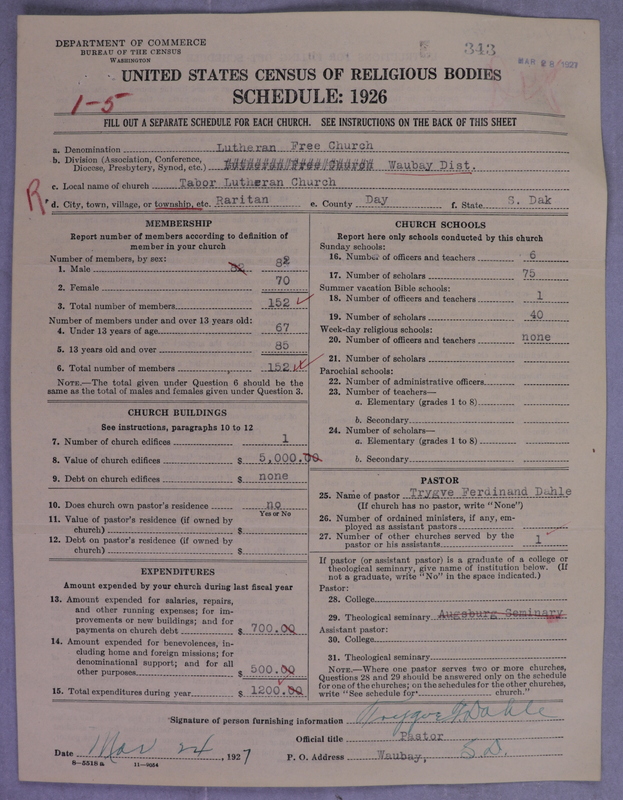 DEPARTMENT OF COMMERCE
BUREAU OF THE CENSUS
WASHINGTON
343
MAR 28 1927
UNITED STATES CENSUS OF RELIGIOUS BODIES
1-5
SCHEDULE: 1926
FILL OUT A SEPARATE SCHEDULE FOR EACH CHURCH. SEE INSTRUCTIONS ON THE BACK OF THIS SHEET
a. Denomination Lutheran Free Church
b. Division (Association, Conference, Diocese, Presbytery, Synod, etc.) Lutheran Free Church Waubay Dist.
c. Local name of church Tabor Lutheran Church
R
d. City, town, village, or township, etc. Raritan e. County Day f. State S. Dak
MEMBERSHIP
Report number of members according to definition of
member in your church
Number of members, by sex:
1. Male 82 82
2. Female 70
3. Total number of members 152
Number of members under and over 13 years old:
4. Under 13 years of age 67
5. 13 years old and over 85
6. Total number of members 152
NOTE.—The total given under Question 6 should be
same as the total of males and females given under Question 3.
CHURCH BUILDINGS
See instructions, paragraphs 10 to 12
7. Number of church edifices 1
8. Value of church edifices $ 5,000.00
9. Debt on church edifices $ none
10. Does church own pastor's residence no
Yes or No
11. Value of pastor's residence (if owned by
church) $
12. Debt on pastor's residence (if owned by
church) $
EXPENDITURES
Amount expended by your church during last fiscal year
13. Amount expended for salaries, repairs,
and other running expenses; for im-
provements or new buildings; and for
payments on church debt $ 700.00
14. Amount expended for benevolences, in-
cluding home and foreign missions; for
denominational support; and for all
other purposes $ 500.00
15. Total expenditures during year $ 1200.00
CHURCH SCHOOLS
Report here only schools conducted by this church
Sunday schools:
16. Number of officers and teachers 6
17. Number of scholars 75
Summer vacation Bible schools:
18. Number of officers and teachers 1
19. Number of scholars 40
Week-day religious schools:
20. Number of officers and teachers none
21. Number of scholars
Parochial schools:
22. Number of administrative officers
23. Number of teachers—
a. Elementary (grades 1 to 8)
b. Secondary
24. Number of scholars—
a. Elementary (grades 1 to 8)
b. Secondary
PASTOR
25. Name of pastor Trygve Ferdinand Dahle
(If church has no pastor, write "None")
26. Number of ordained ministers, if any, em-
ployed as assistant pastors
27. Number of other churches served by the
pastor or his assistants 1
If pastor (or assistant pastor) is a graduate of a college or
theological seminary, give name of institution below. (If
not a graduate, write "No" in the space indicated.)
Pastor:
28. College
29. Theological seminary Augsburg Seminary
Assistant pastor:
30. College
31. Theological seminary
NOTE.—Where one pastor serves two or more churches,
Questions 28 and 29 should be answered only on the schedule
for one of the churches; on the schedules for the other churches,
write "See schedule for church."
Signature of person furnishing information Trygve F. Dahle
Official title Pastor
Date Mar 24, 1927 P. O. Address Waubay, S.D.
8-5518a 11-9054